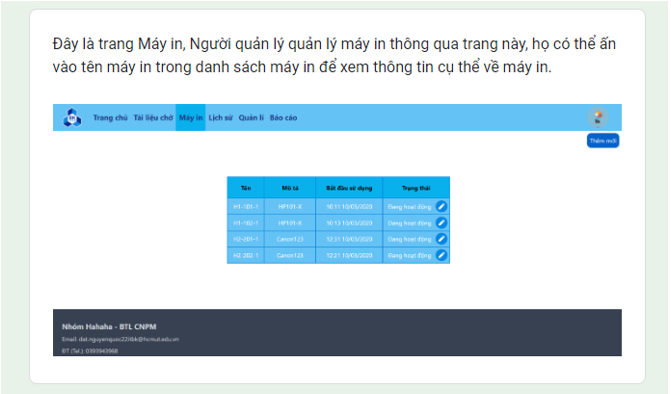 Đây là trang Máy in, Người quản lý quản lý máy in thông qua trang này, họ có thể ấn
vào tên máy in trong danh sách máy in để xem thông tin cụ thể về máy in.
Trang chủ Tài liệu chờ Máy in Lịch sử Quản lí Báo cáo
Thêm mới
Tên Mô tả Bắt đầu sử dụng Trạng thái
H1-101-1 HP101-X 16:11 10/03/2020 Đang hoạt động
H1-102-1 HP101-X 16:13 10/03/2020 Đang hoạt động
H2-201-1 Canon123 12:31 10/03/2020 Đang hoạt động
H2-202-1 Canon123 12:21 10/03/2020 Đang hoạt động
Nhóm Hahaha - BTL CNPM
Email: dat.nguyenquoc22itbk@hcmut.edu.vn
ĐT (Tel.): 0393943968